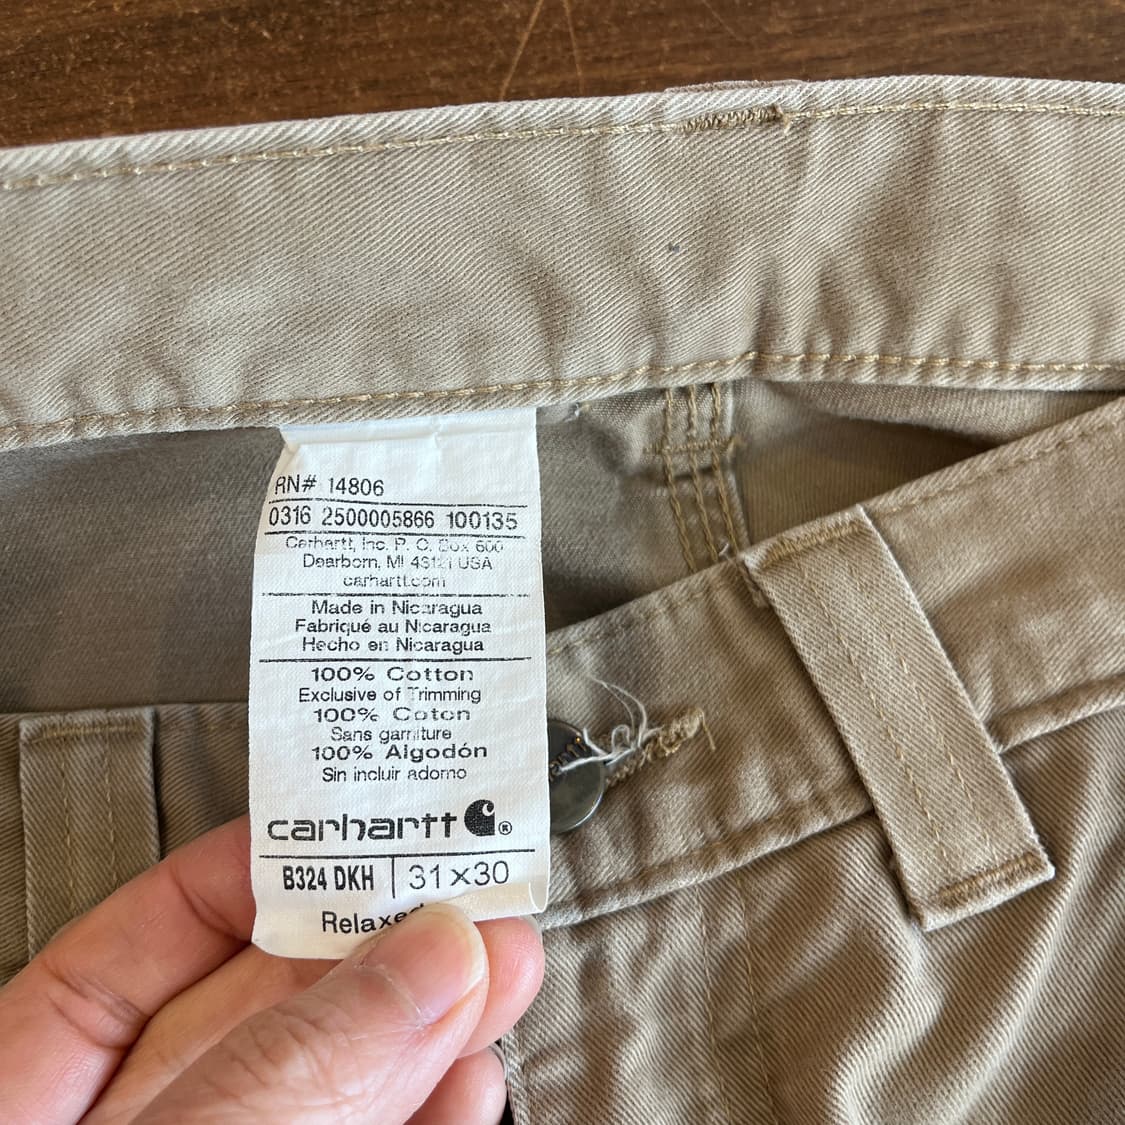 RN# 14806
0316 2500005866 100135
Carhartt, Inc. P. O. Box 600
Dearborn, MI 48121 USA
carhartt.com
Made in Nicaragua
Fabriqué au Nicaragua
Hecho en Nicaragua
100% Cotton
Exclusive of Trimming
100% Coton
Sans garniture
100% Algodón
Sin incluir adorno
carhartt ®
B324 DKH 31x30
Relaxed